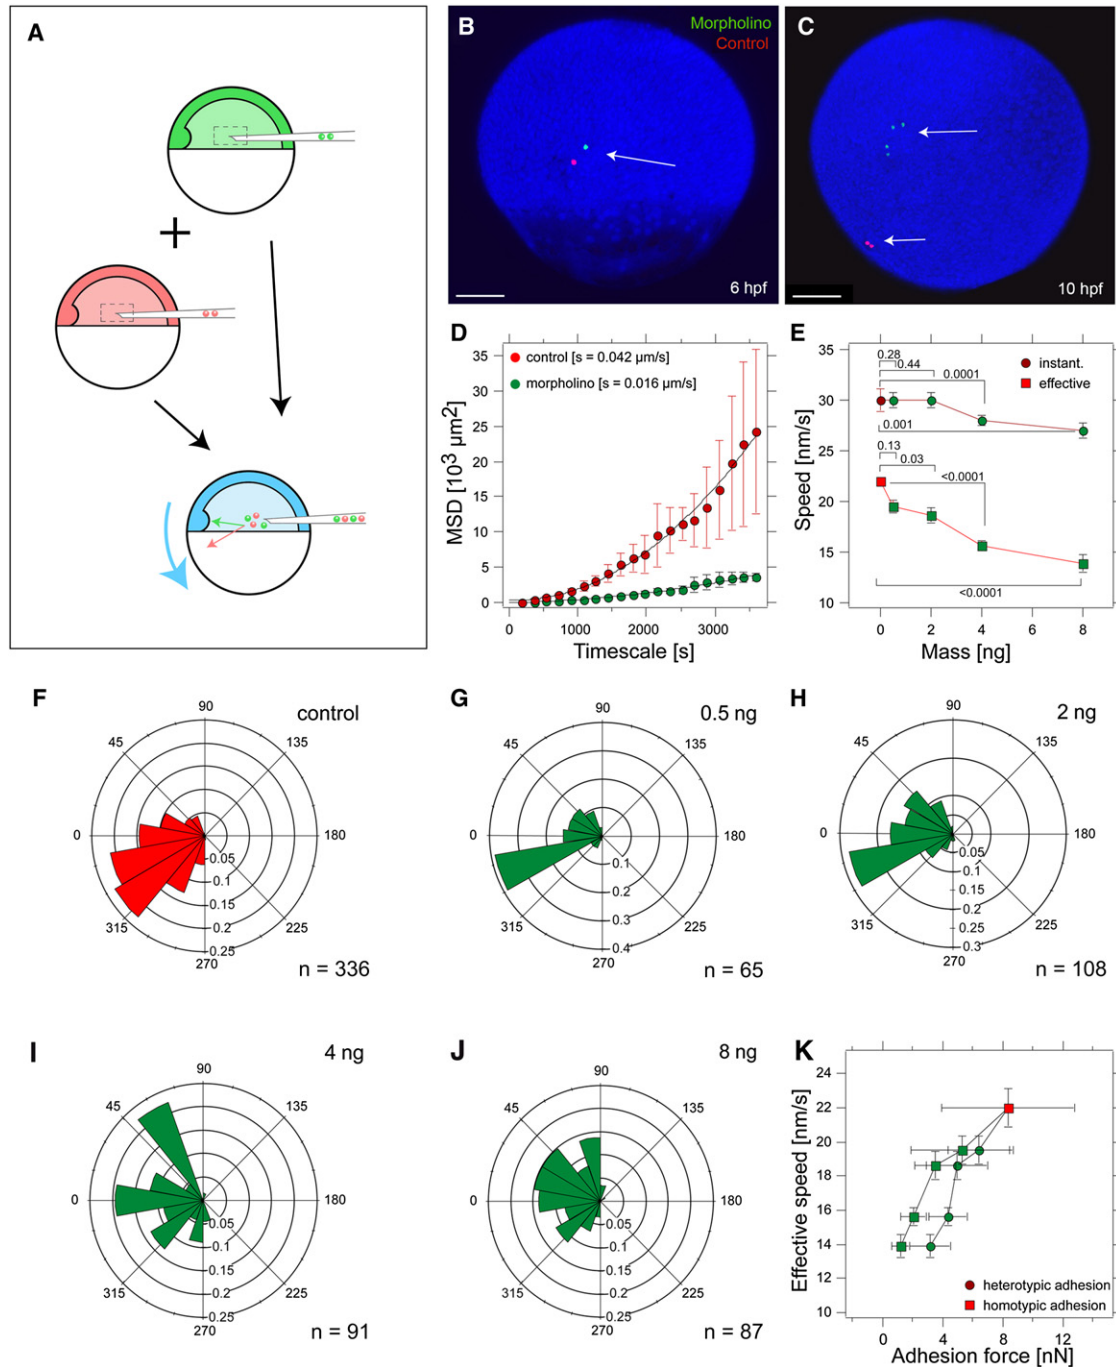 A
B
Morpholino
Control
6 hpf
C
10 hpf
D
control [s = 0.042 µm/s]
morpholino [s = 0.016 µm/s]
MSD [10³ µm²]
35
30
25
20
15
10
5
0
0 1000 2000 3000
Timescale [s]
E
instant.
effective
0.28
0.44
0.0001
0.001
0.13
0.03
<0.0001
<0.0001
Speed [nm/s]
35
30
25
20
15
10
0 2 4 6 8
Mass [ng]
F
control
90
45 135
0 180
0.05
0.1
0.15
0.2
0.25
315 225
270
n = 336
G
0.5 ng
90
45 135
0 180
0.1
0.2
0.3
0.4
315 225
270
n = 65
H
2 ng
90
45 135
0 180
0.05
0.1
0.15
0.2
0.25
0.3
315 225
270
n = 108
I
4 ng
90
45 135
0 180
0.05
0.1
0.15
0.2
0.25
315 225
270
n = 91
J
8 ng
90
45 135
0 180
0.05
0.1
0.15
0.2
0.25
315 225
270
n = 87
K
Effective speed [nm/s]
24
22
20
18
16
14
12
10
heterotypic adhesion
homotypic adhesion
0 4 8 12
Adhesion force [nN]